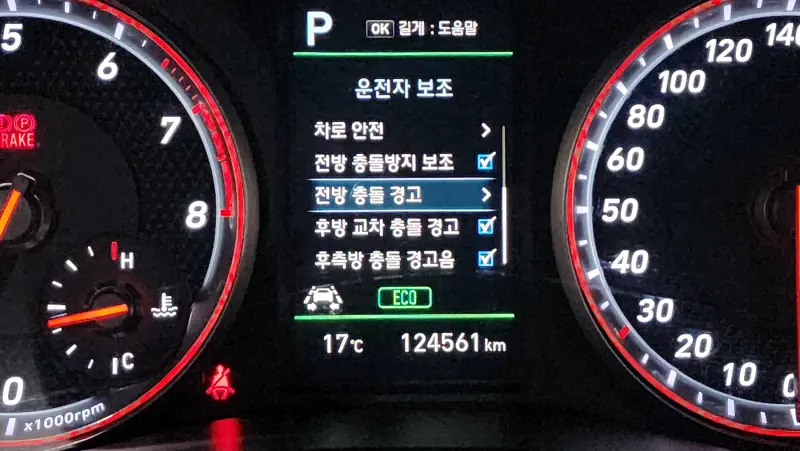 P OK 길게 : 도움말
운전자 보조
차로 안전
전방 충돌방지 보조
전방 충돌 경고
후방 교차 충돌 경고
후측방 충돌 경고음
ECO
17℃ 124561 km
5
6
7
8
(P)
BRAKE
H
C
0
x1000rpm
140
120
100
80
60
50
40
30
20
10
0